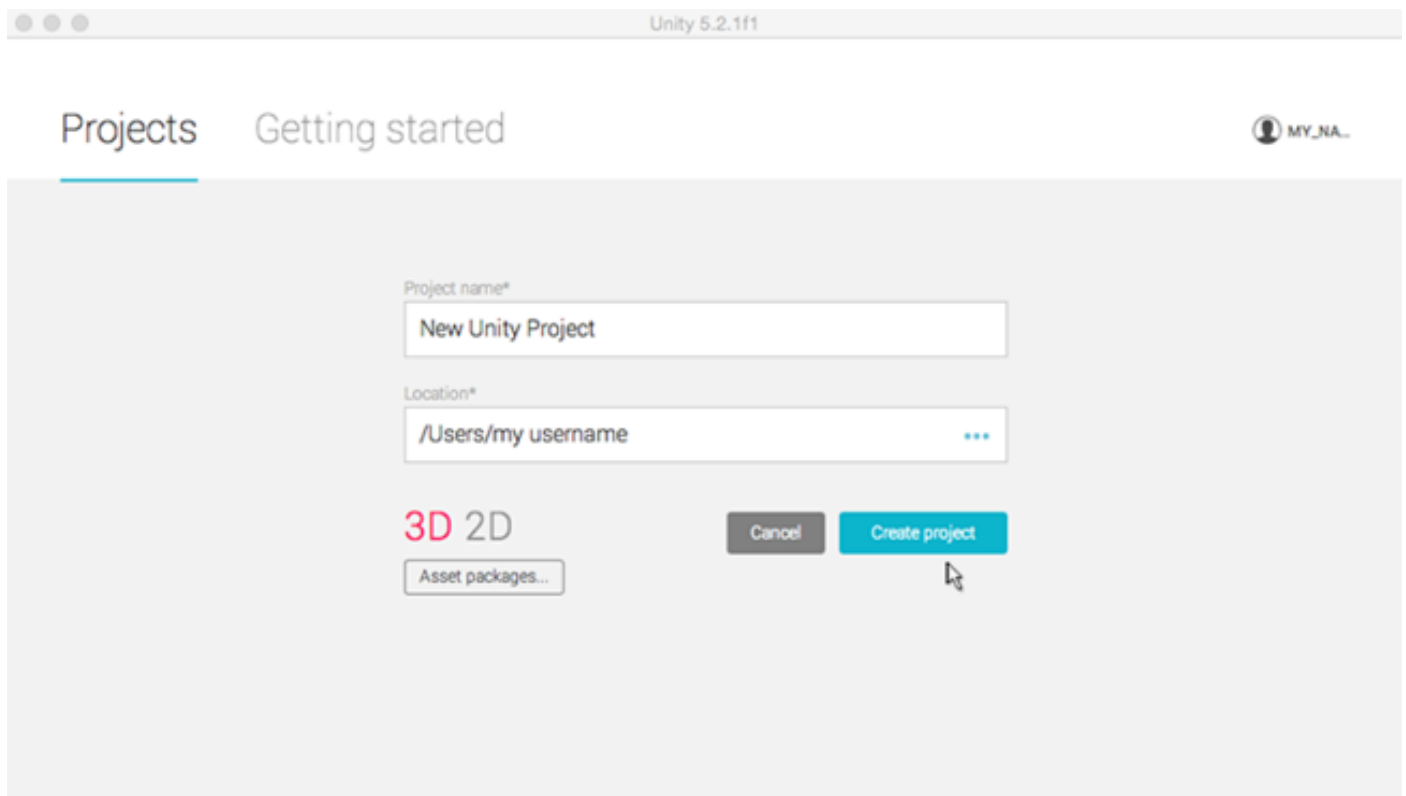 Unity 5.2.1f1
Projects Getting started MY_NA...
Project name*
New Unity Project
Location*
/Users/my username
3D 2D Cancel Create project
Asset packages...